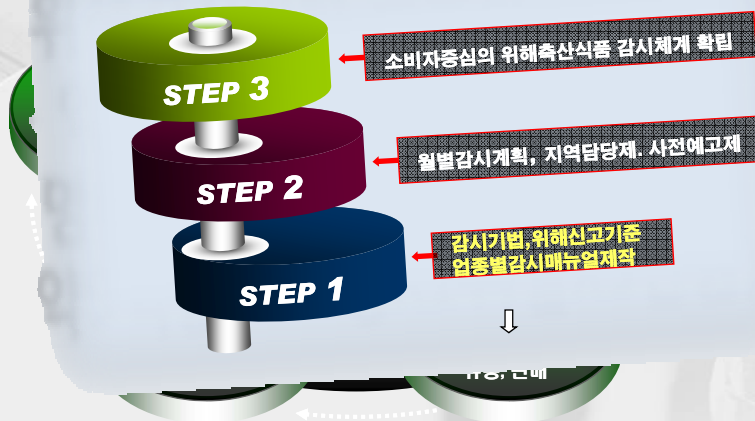 STEP 3
소비자중심의 위해축산식품 감시체계 확립
STEP 2
월별감시계획, 지역담당제. 사전예고제
STEP 1
감시기법,위해신고기준
업종별감시매뉴얼제작